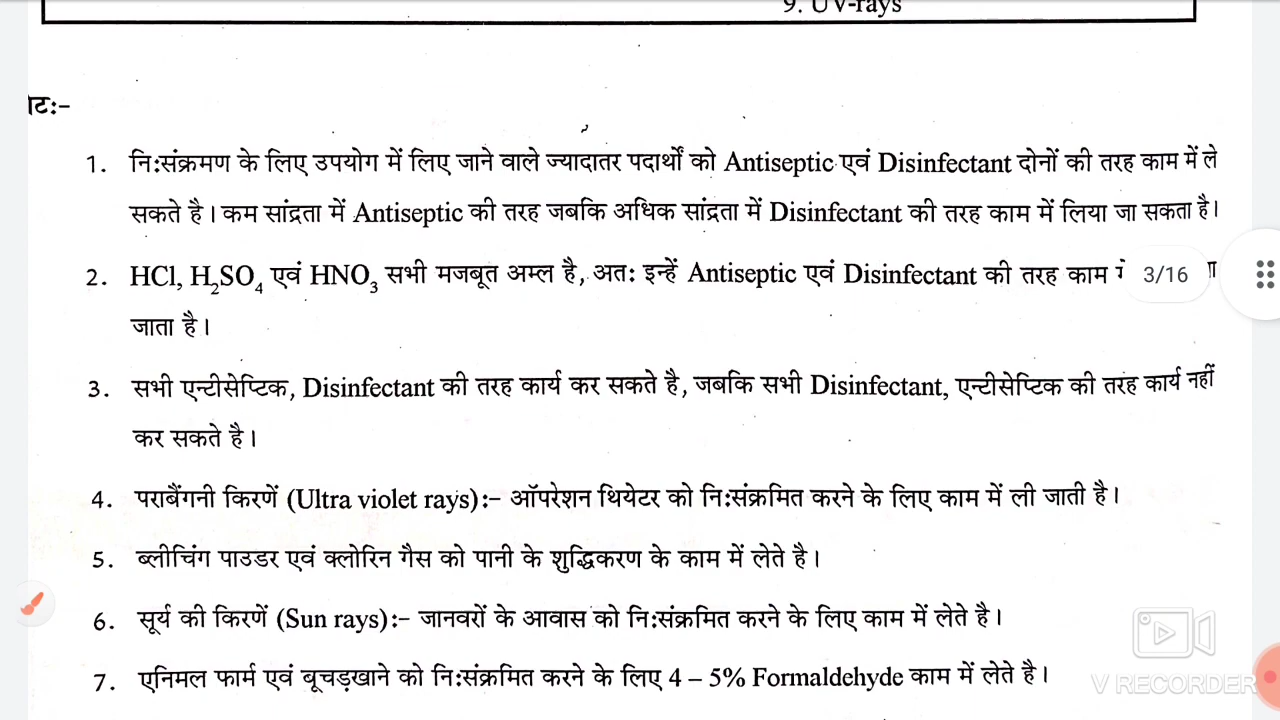 9. UV-rays
नोटः-
1. निःसंक्रमण के लिए उपयोग में लिए जाने वाले ज्यादातर पदार्थों को Antiseptic एवं Disinfectant दोनों की तरह काम में ले
सकते है। कम सांद्रता में Antiseptic की तरह जबकि अधिक सांद्रता में Disinfectant की तरह काम में लिया जा सकता है।
2. HCl, H₂SO₄ एवं HNO₃ सभी मजबूत अम्ल है, अतः इन्हें Antiseptic एवं Disinfectant की तरह काम
3/16
जाता है।
3. सभी एन्टीसेप्टिक, Disinfectant की तरह कार्य कर सकते है, जबकि सभी Disinfectant, एन्टीसेप्टिक की तरह कार्य नहीं
कर सकते है।
4. पराबैंगनी किरणें (Ultra violet rays):- ऑपरेशन थियेटर को निःसंक्रमित करने के लिए काम में ली जाती है।
5. ब्लीचिंग पाउडर एवं क्लोरिन गैस को पानी के शुद्धिकरण के काम में लेते है।
6. सूर्य की किरणें (Sun rays):- जानवरों के आवास को निःसंक्रमित करने के लिए काम में लेते है।
7. एनिमल फार्म एवं बूचड़खाने को निःसंक्रमित करने के लिए 4 – 5% Formaldehyde काम में लेते है।
V RECORDER